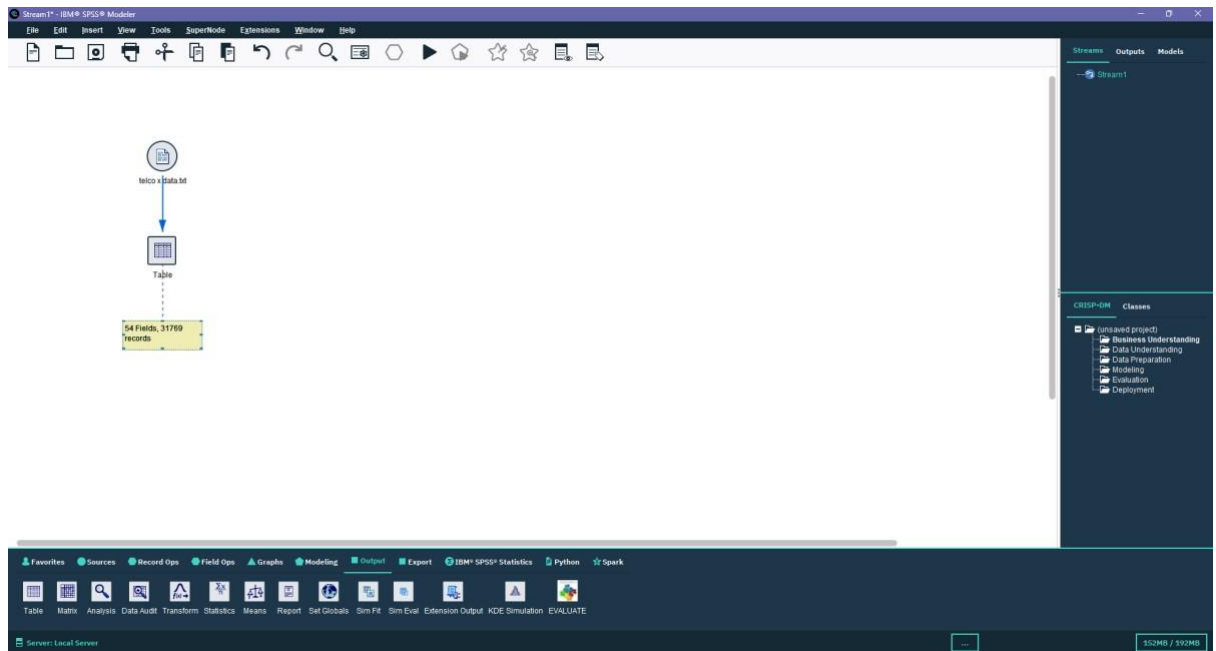 Stream1* - IBM® SPSS® Modeler
File Edit Insert View Tools SuperNode Extensions Window Help
Streams Outputs Models
Stream1
telco x data.txt
Table
54 Fields, 31769
records
CRISP-DM Classes
(unsaved project)
Business Understanding
Data Understanding
Data Preparation
Modeling
Evaluation
Deployment
Favorites Sources Record Ops Field Ops Graphs Modeling Output Export IBM® SPSS® Statistics Python Spark
Table Matrix Analysis Data Audit Transform Statistics Means Report Set Globals Sim Fit Sim Eval Extension Output KDE Simulation EVALUATE
Server: Local Server
...
152MB / 192MB